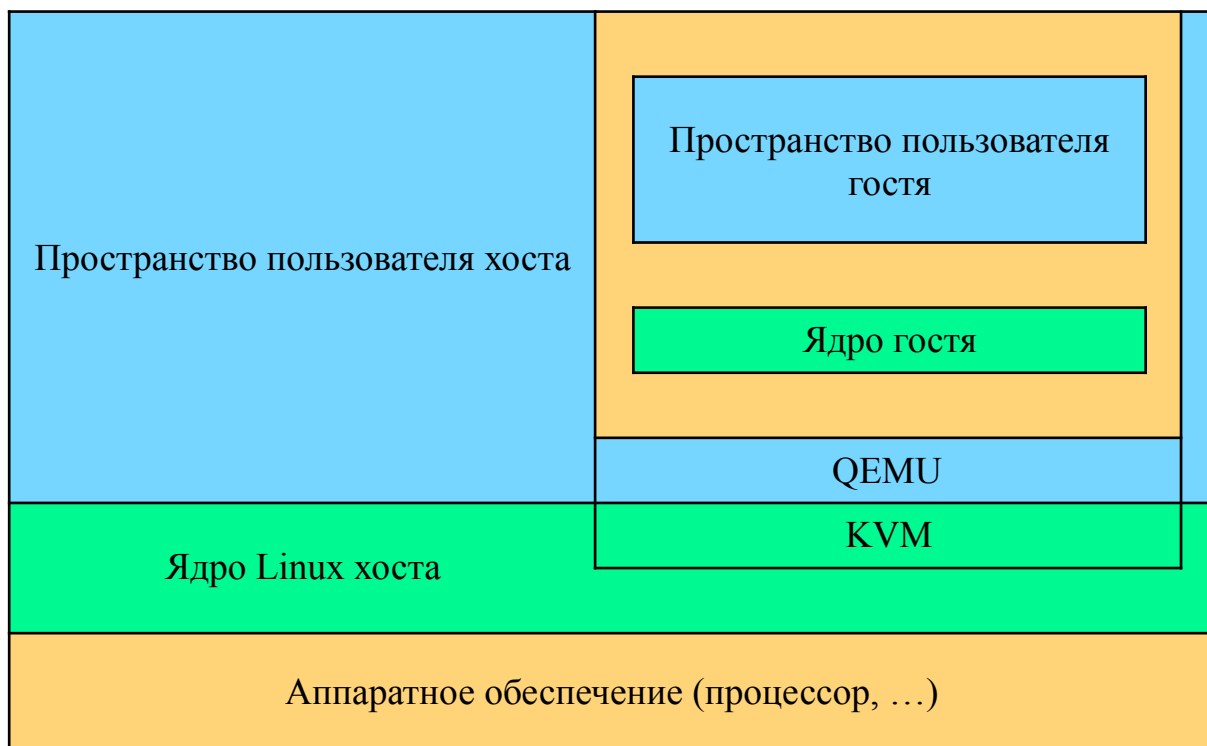 Пространство пользователя
гостя
Пространство пользователя хоста
Ядро гостя
QEMU
KVM
Ядро Linux хоста
Аппаратное обеспечение (процессор, …)